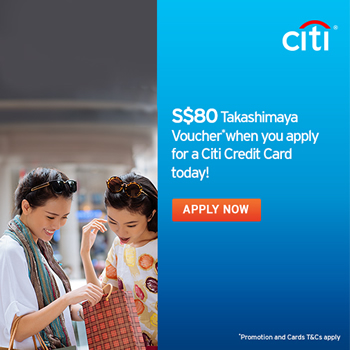 citi®
S$80 Takashimaya
Voucher*when you apply
for a Citi Credit Card
today!
APPLY NOW
*Promotion and Cards T&Cs apply